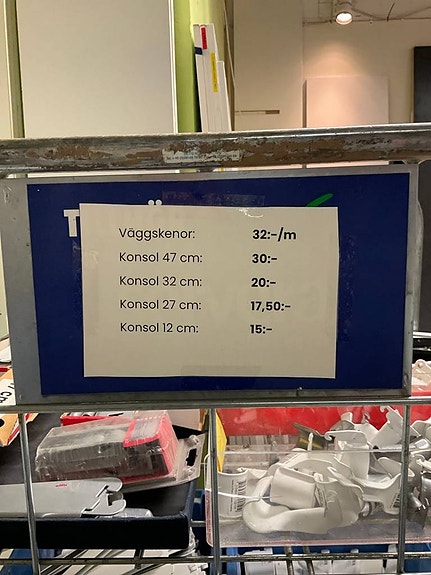 Väggskenor: 32:-/m
Konsol 47 cm: 30:-
Konsol 32 cm: 20:-
Konsol 27 cm: 17,50:-
Konsol 12 cm: 15:-